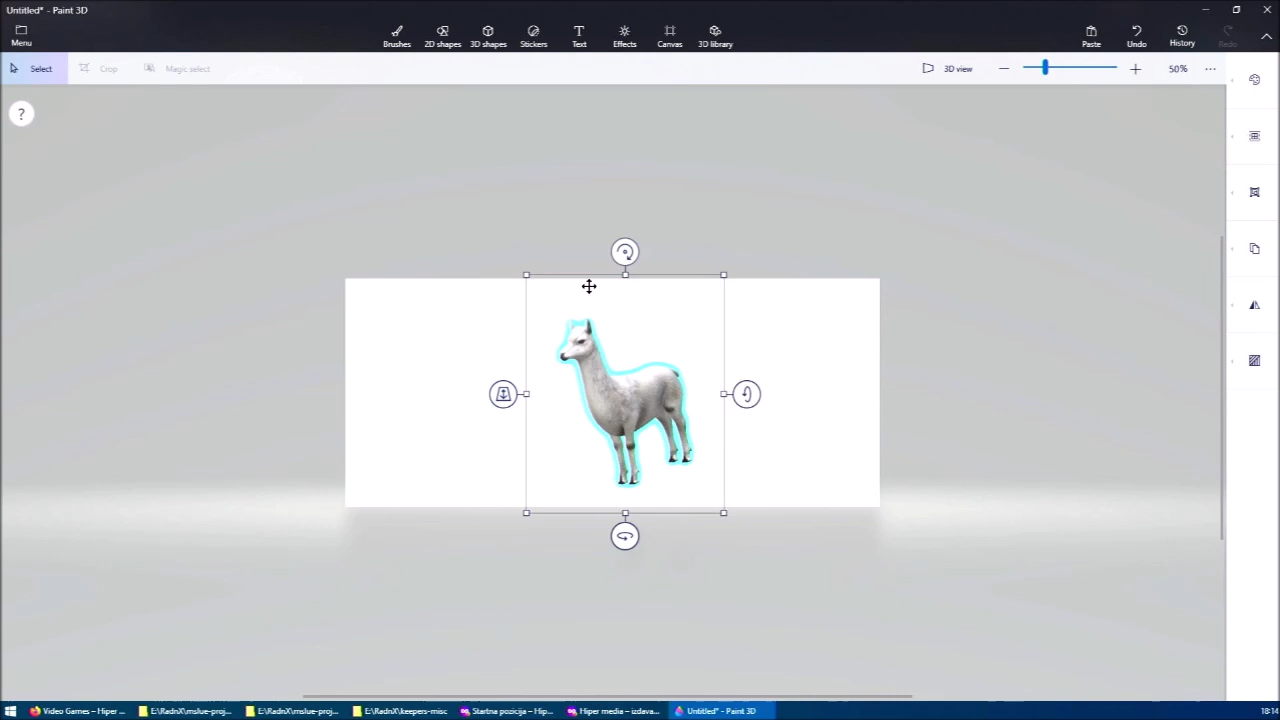 Untitled* - Paint 3D
Menu
Brushes
2D shapes
3D shapes
Stickers
Text
Effects
Canvas
3D library
Paste
Undo
History
Redo
Select
Crop
Magic select
3D view
50%
?
Video Games – Hiper ...
E:\RadnX\mslue-proj...
E:\RadnX\mslue-proj...
E:\RadnX\keepers-misc
Startna pozicija – Hip...
Hiper media – izdava...
Untitled* - Paint 3D
18:14